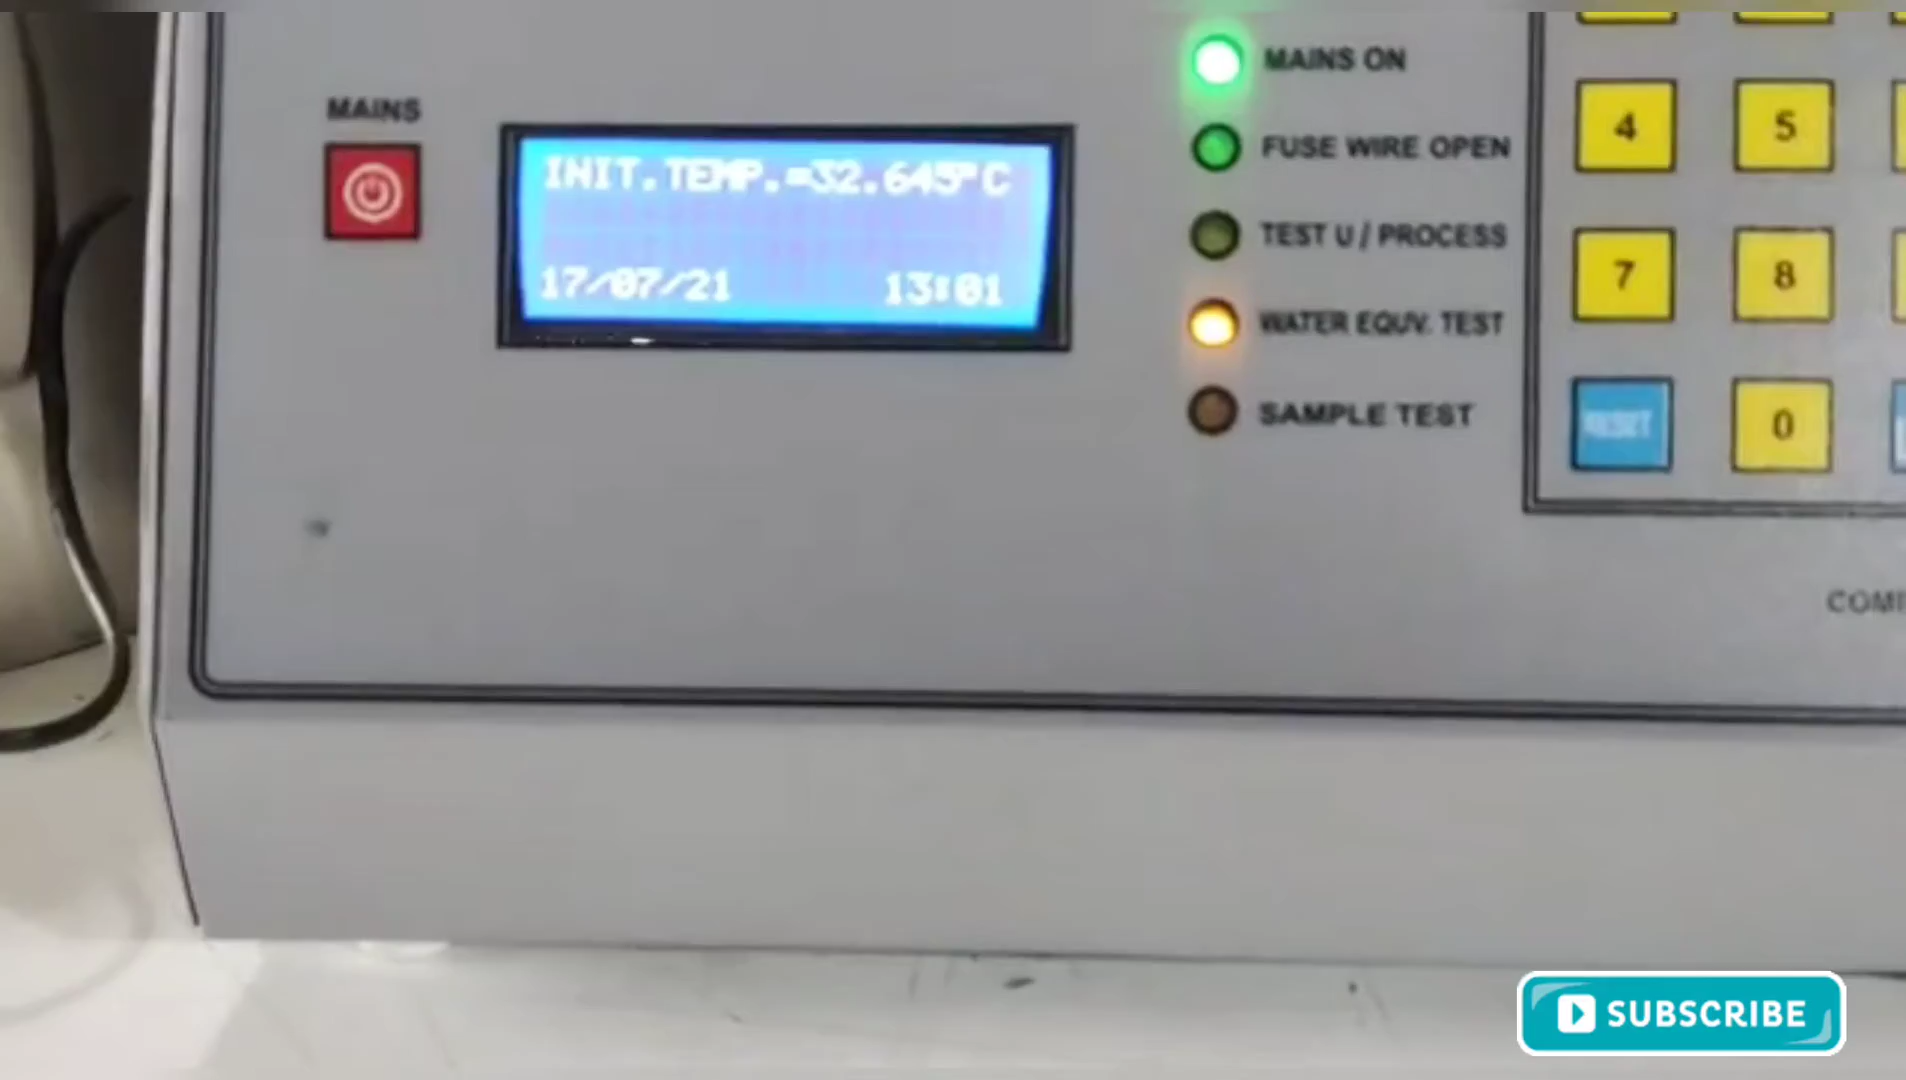 MAINS
INIT.TEMP.=32.645°C
17/07/21 13:01
MAINS ON
FUSE WIRE OPEN
TEST U / PROCESS
WATER EQUV. TEST
SAMPLE TEST
4 5
7 8
RESET 0
SUBSCRIBE